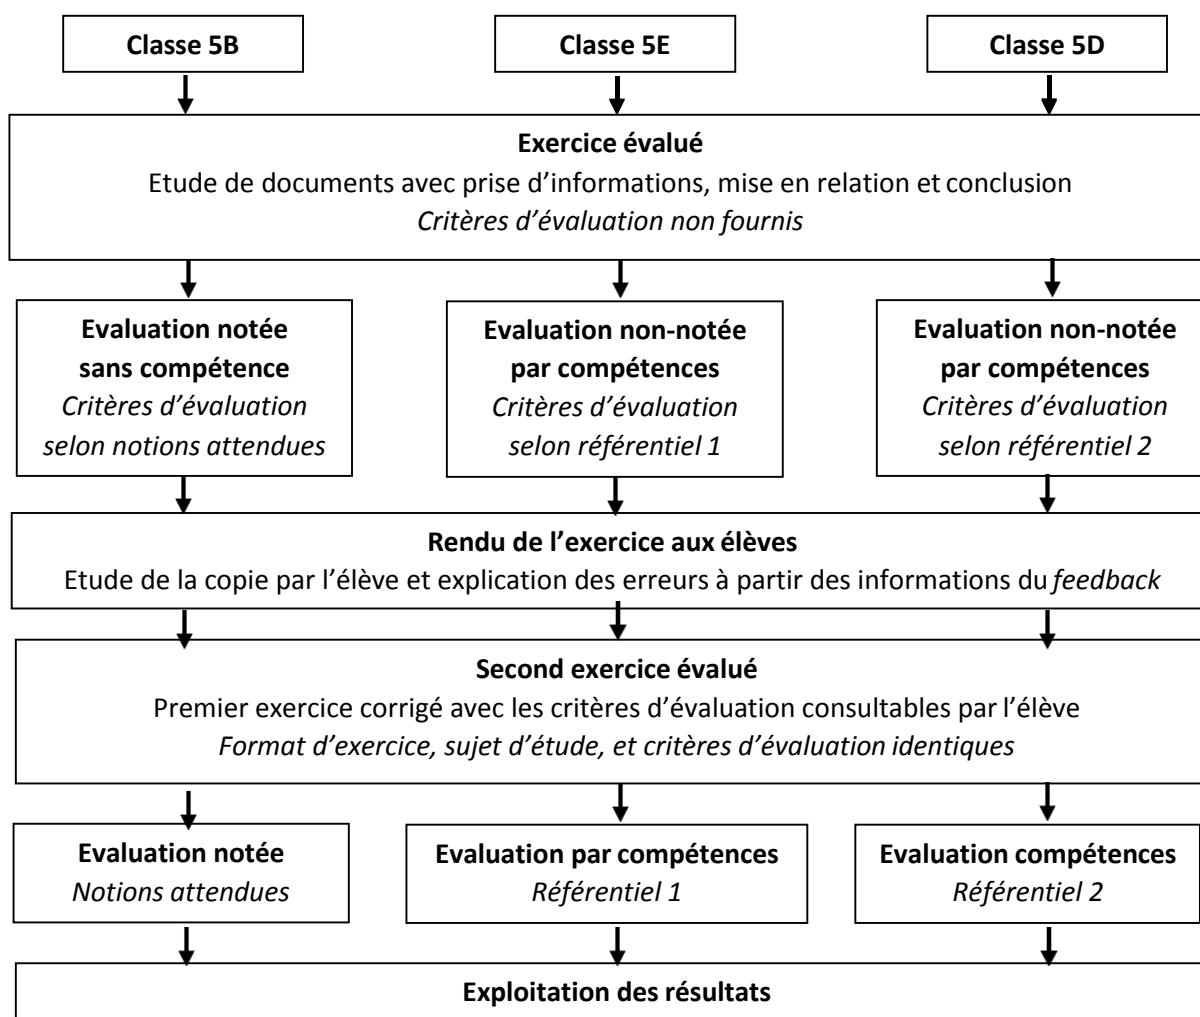 Classe 5B
Classe 5E
Classe 5D
Exercice évalué
Etude de documents avec prise d’informations, mise en relation et conclusion
Critères d’évaluation non fournis
Evaluation notée
sans compétence
Critères d’évaluation
selon notions attendues
Evaluation non-notée
par compétences
Critères d’évaluation
selon référentiel 1
Evaluation non-notée
par compétences
Critères d’évaluation
selon référentiel 2
Rendu de l’exercice aux élèves
Etude de la copie par l’élève et explication des erreurs à partir des informations du feedback
Second exercice évalué
Premier exercice corrigé avec les critères d’évaluation consultables par l’élève
Format d’exercice, sujet d’étude, et critères d’évaluation identiques
Evaluation notée
Notions attendues
Evaluation par compétences
Référentiel 1
Evaluation compétences
Référentiel 2
Exploitation des résultats